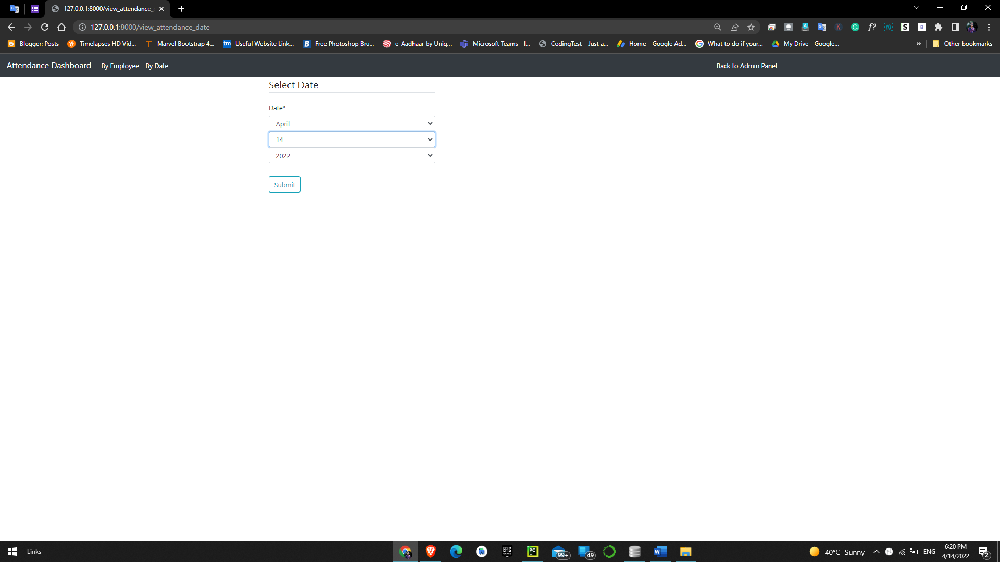 127.0.0.1:8000/view_attendance_
127.0.0.1:8000/view_attendance_date
Blogger: Posts Timelapses HD Vid... Marvel Bootstrap 4... tm Useful Website Link... B Free Photoshop Bru... e-Aadhaar by Uniq... Microsoft Teams - I... CodingTest – Just a... Home – Google Ad... What to do if your... My Drive - Google... » Other bookmarks
Attendance Dashboard By Employee By Date Back to Admin Panel
Select Date
Date*
April
14
2022
Submit
Links
EPIC GAMES
PC
99+
49
W
40°C Sunny
ENG
6:20 PM
4/14/2022
2